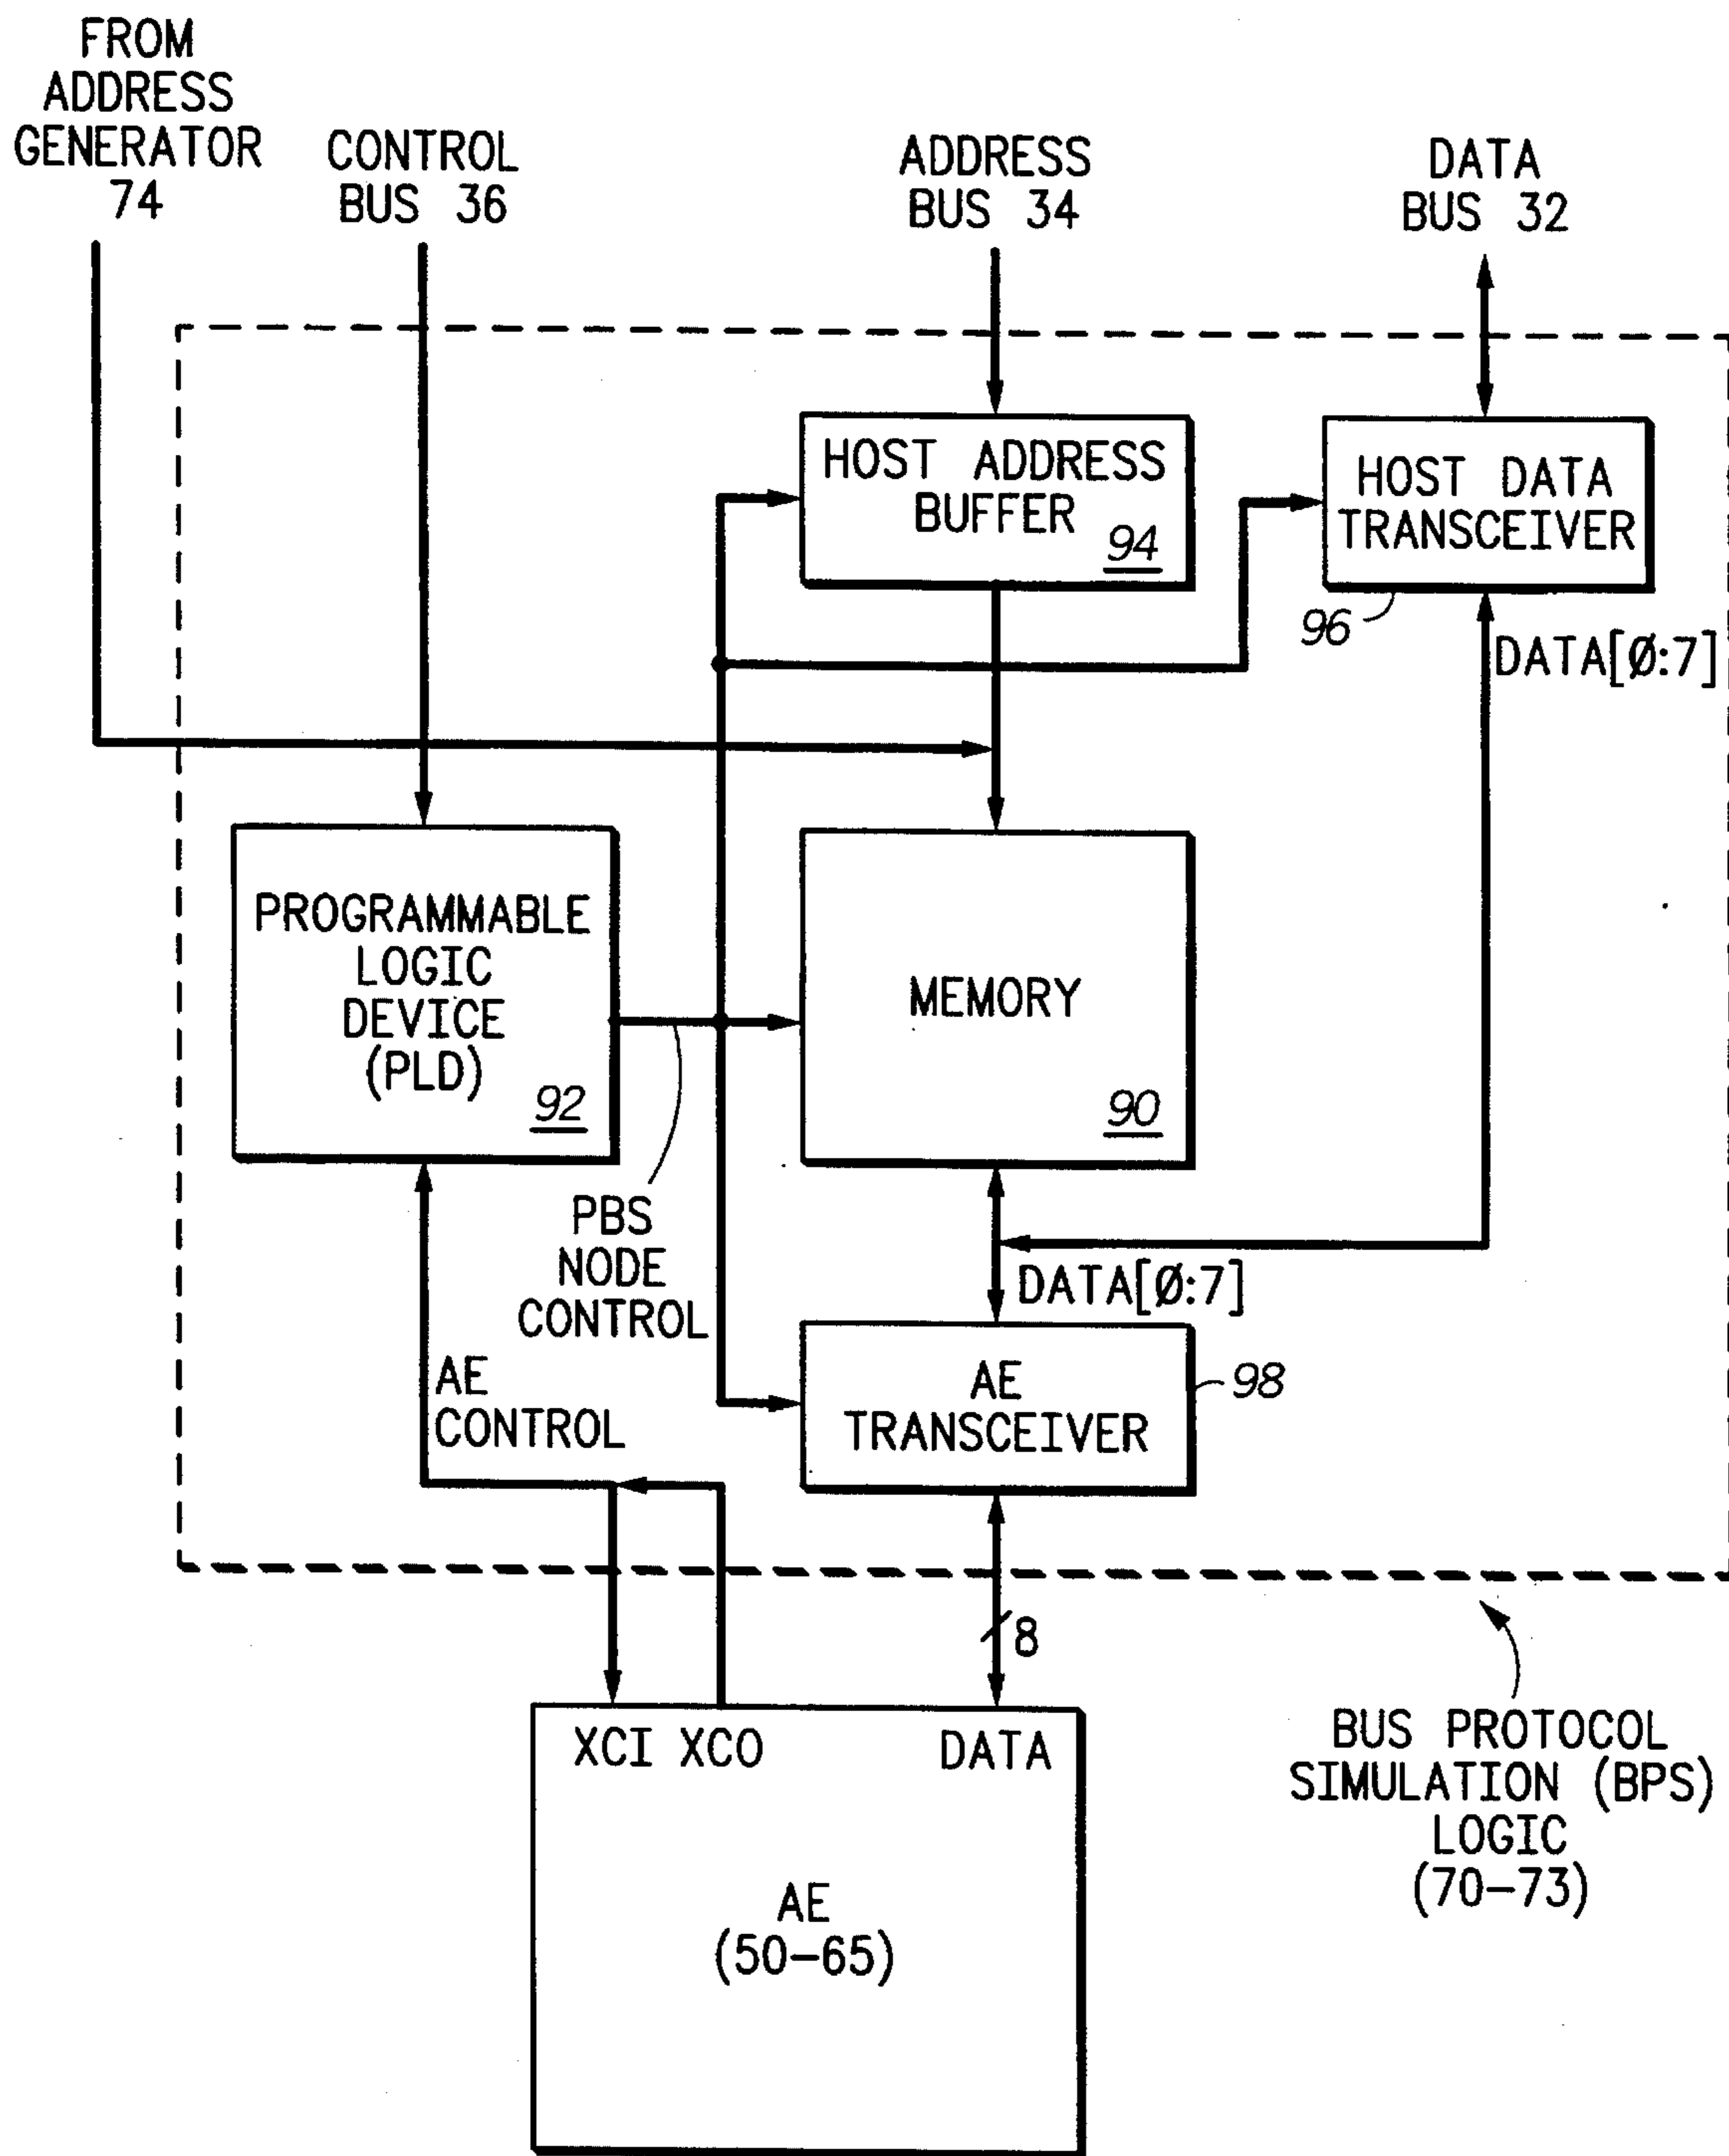 FROM
ADDRESS
GENERATOR
74
CONTROL
BUS 36
ADDRESS
BUS 34
DATA
BUS 32
HOST ADDRESS
BUFFER
94
HOST DATA
TRANSCEIVER
96
DATA[Ø:7]
PROGRAMMABLE
LOGIC
DEVICE
(PLD)
92
MEMORY
90
PBS
NODE
CONTROL
DATA[Ø:7]
AE
CONTROL
AE
TRANSCEIVER
98
8
XCI XCO DATA
AE
(50-65)
BUS PROTOCOL
SIMULATION (BPS)
LOGIC
(70-73)